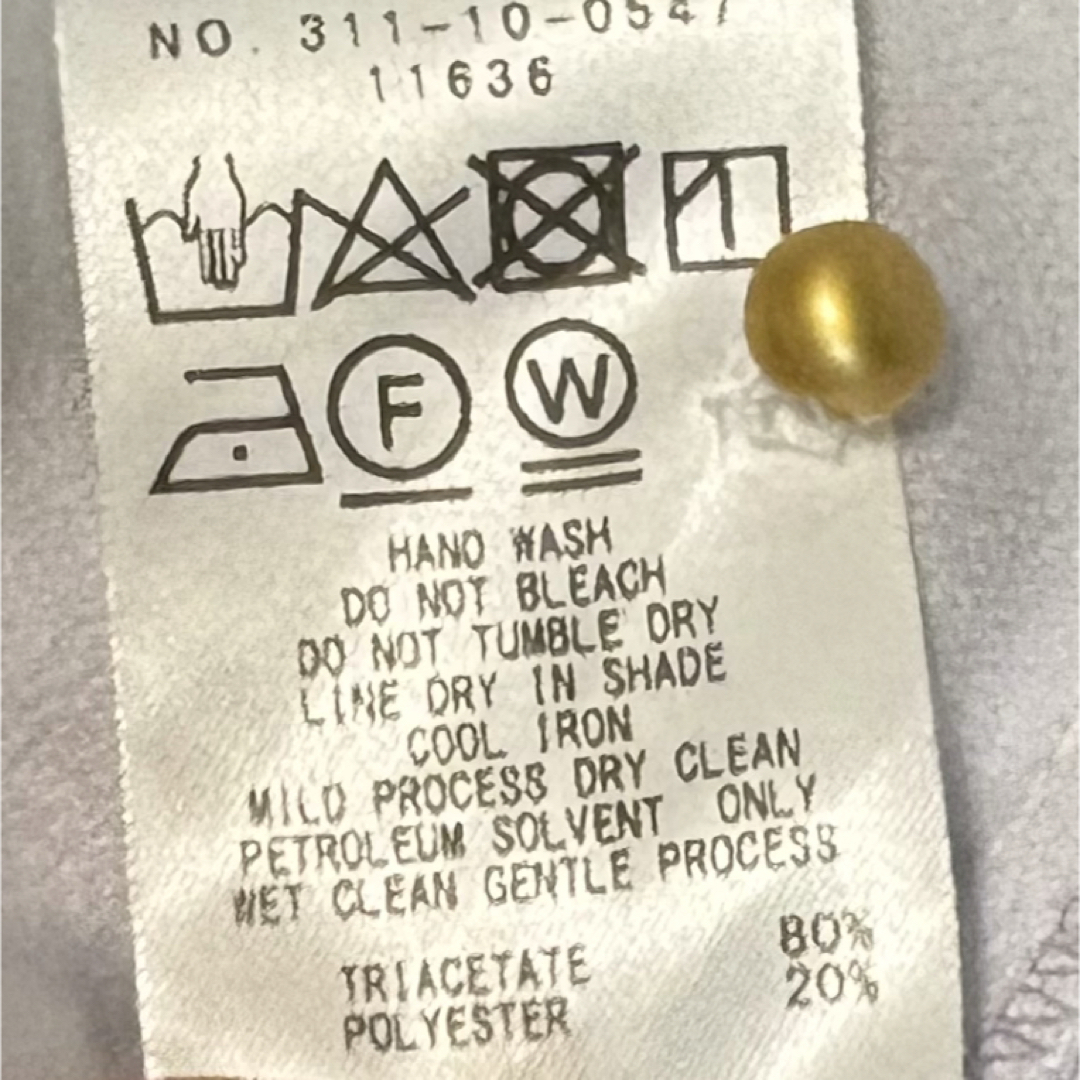 NO. 311-10-0547
11636
F W
HAND WASH
DO NOT BLEACH
DO NOT TUMBLE DRY
LINE DRY IN SHADE
COOL IRON
MILD PROCESS DRY CLEAN
PETROLEUM SOLVENT ONLY
WET CLEAN GENTLE PROCESS
TRIACETATE 80%
POLYESTER 20%